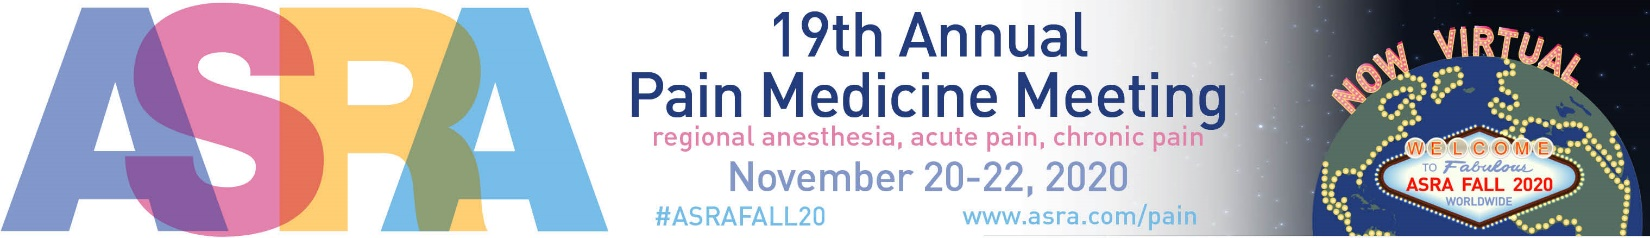 ASRA
19th Annual
Pain Medicine Meeting
regional anesthesia, acute pain, chronic pain
November 20-22, 2020
#ASRAFALL20 www.asra.com/pain
NOW VIRTUAL
WELCOME
TO Fabulous
ASRA FALL 2020
WORLDWIDE